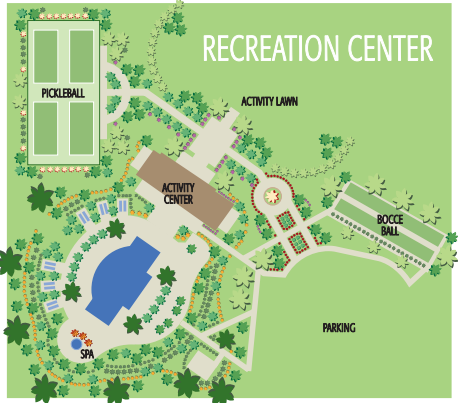 RECREATION CENTER
PICKLEBALL
ACTIVITY LAWN
ACTIVITY
CENTER
BOCCE
BALL
PARKING
SPA